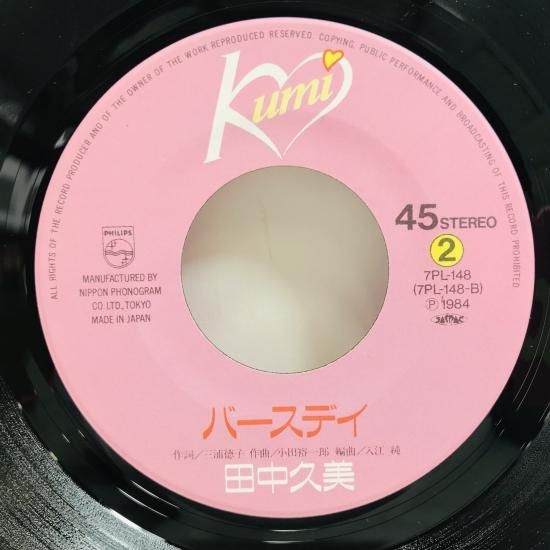 ALL RIGHTS OF THE RECORD PRODUCER AND OF THE OWNER OF THE WORK REPRODUCED RESERVED. COPYING, PUBLIC PERFORMANCE AND BROADCASTING OF THIS RECORD PROHIBITED
Kumi
45 STEREO
2
PHILIPS
7PL-148
(7PL-148-B)
Ⓟ 1984
JASRAC
MANUFACTURED BY
NIPPON PHONOGRAM
CO.LTD.,TOKYO
MADE IN JAPAN
バースデイ
作詞/三浦徳子 作曲/小田裕一郎 編曲/入江 純
田中久美